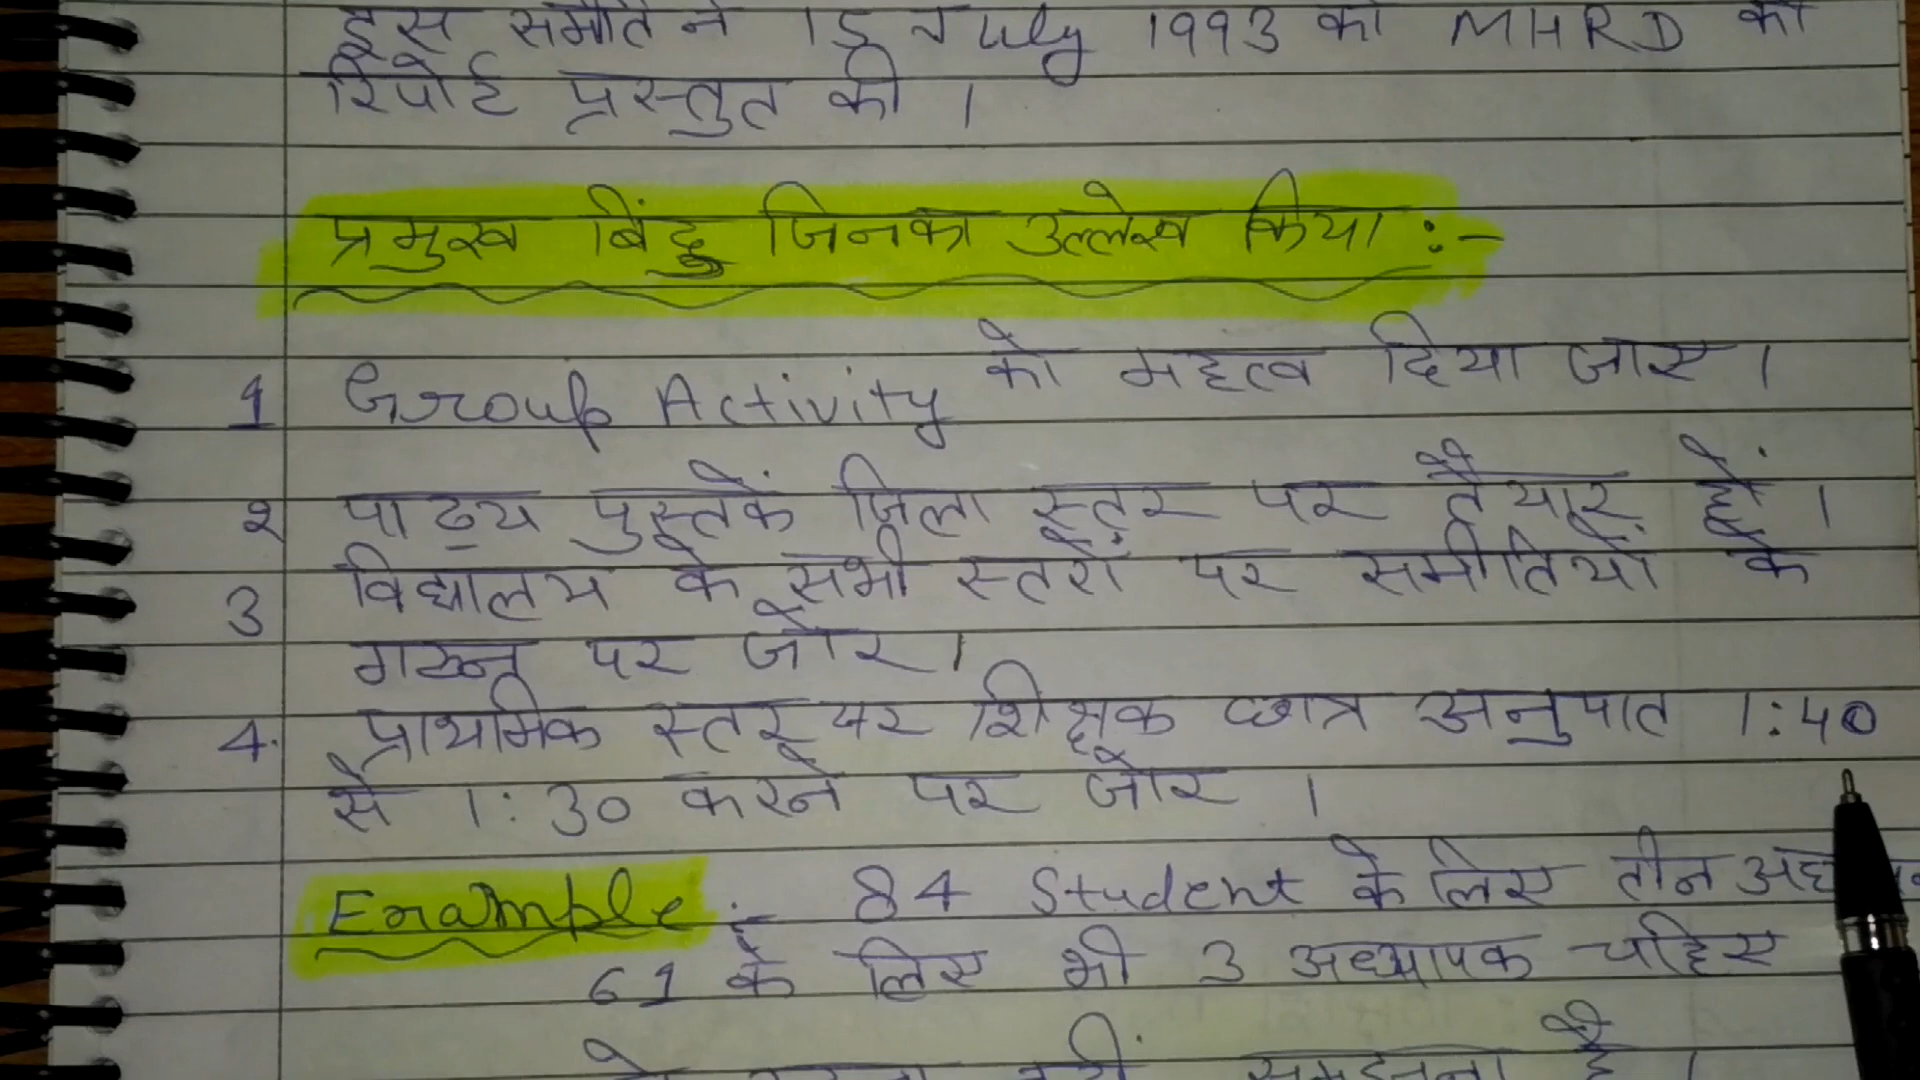 इस समिति ने 15 July 1993 को MHRD को
रिपोर्ट प्रस्तुत की ।
प्रमुख बिंदु जिनका उल्लेख किया :-
1 Group Activity को महत्व दिया जाए ।
2 पाठ्य पुस्तकें जिला स्तर पर तैयार हों ।
3 विद्यालय के सभी स्तरों पर समीतियों के
गठन पर जोर ।
4. प्राथमिक स्तर पर शिक्षक छात्र अनुपात 1:40
से 1:30 करने पर जोर ।
Example :- 84 Student के लिए तीन
61 के लिए भी 3 अध्यापक चहिए
है ।